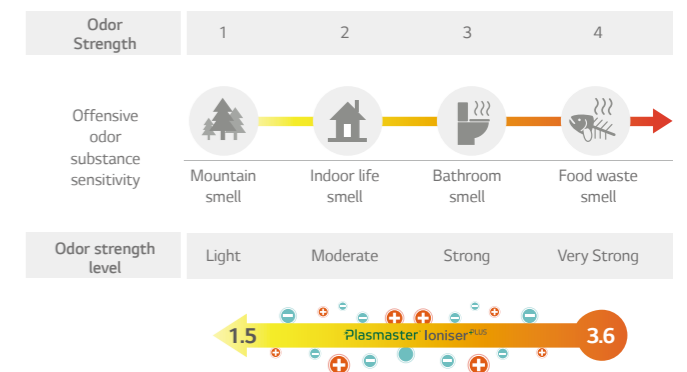 Odor
Strength
1 2 3 4
Offensive
odor
substance
sensitivity
Mountain
smell
Indoor life
smell
Bathroom
smell
Food waste
smell
Odor strength
level
Light Moderate Strong Very Strong
1.5 Plasmaster Ioniser PLUS 3.6